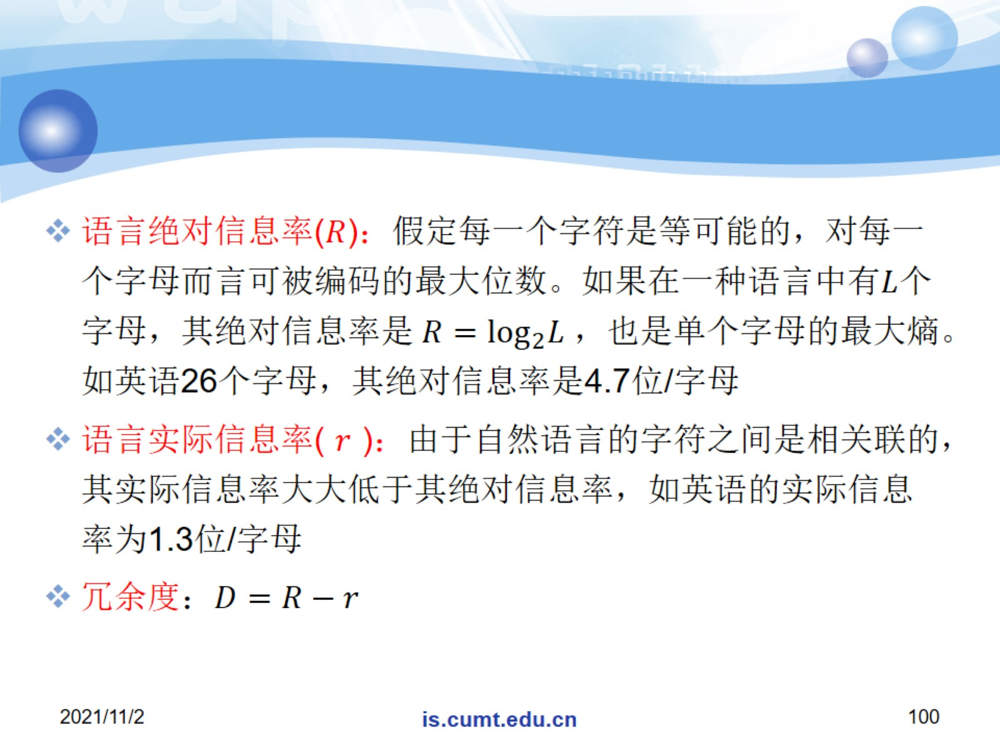 语言绝对信息率(R)：假定每一个字符是等可能的，对每一
个字母而言可被编码的最大位数。如果在一种语言中有L个
字母，其绝对信息率是 R = log₂L ，也是单个字母的最大熵。
如英语26个字母，其绝对信息率是4.7位/字母
语言实际信息率( r )：由于自然语言的字符之间是相关联的，
其实际信息率大大低于其绝对信息率，如英语的实际信息
率为1.3位/字母
冗余度：D = R − r
2021/11/2
is.cumt.edu.cn
100